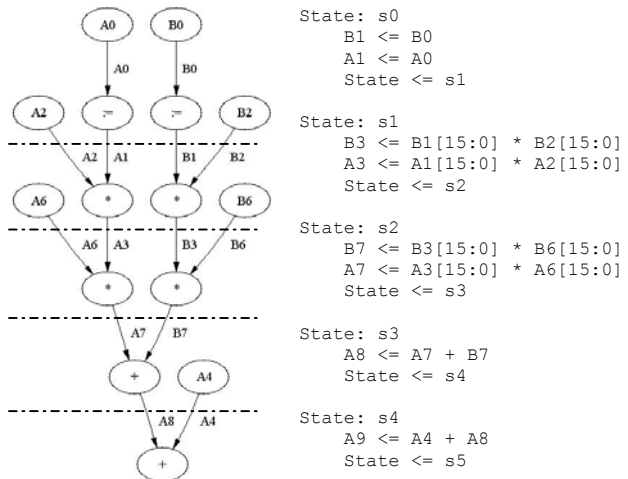 A0 B0
A0 B0
A2 := := B2
A2 A1 B1 B2
A6 * * B6
A6 A3 B3 B6
* *
A7 B7
+ A4
A8 A4
+
State: s0
B1 <= B0
A1 <= A0
State <= s1
State: s1
B3 <= B1[15:0] * B2[15:0]
A3 <= A1[15:0] * A2[15:0]
State <= s2
State: s2
B7 <= B3[15:0] * B6[15:0]
A7 <= A3[15:0] * A6[15:0]
State <= s3
State: s3
A8 <= A7 + B7
State <= s4
State: s4
A9 <= A4 + A8
State <= s5